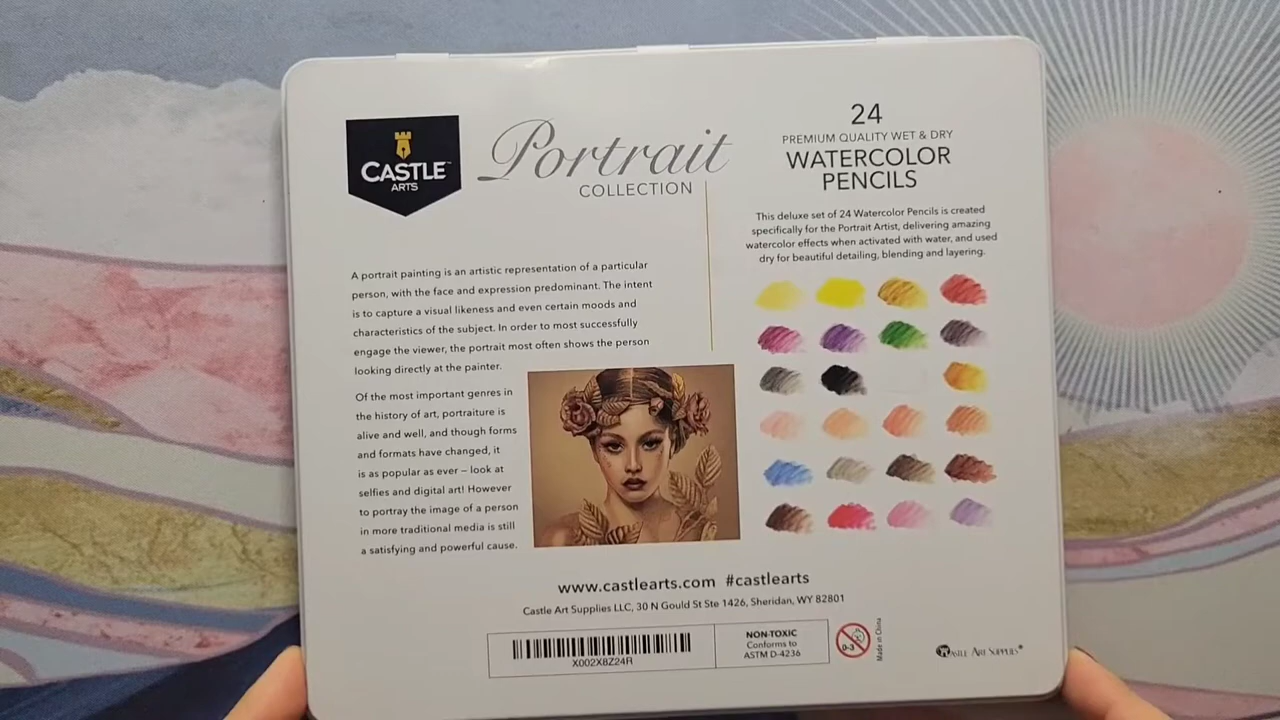 CASTLE™
ARTS
Portrait
COLLECTION
A portrait painting is an artistic representation of a particular
person, with the face and expression predominant. The intent
is to capture a visual likeness and even certain moods and
characteristics of the subject. In order to most successfully
engage the viewer, the portrait most often shows the person
looking directly at the painter.
Of the most important genres in
the history of art, portraiture is
alive and well, and though forms
and formats have changed, it
is as popular as ever – look at
selfies and digital art! However
to portray the image of a person
in more traditional media is still
a satisfying and powerful cause.
24
PREMIUM QUALITY WET & DRY
WATERCOLOR
PENCILS
This deluxe set of 24 Watercolor Pencils is created
specifically for the Portrait Artist, delivering amazing
watercolor effects when activated with water, and used
dry for beautiful detailing, blending and layering.
www.castlearts.com #castlearts
Castle Art Supplies LLC, 30 N Gould St Ste 1426, Sheridan, WY 82801
X002X8Z24R
NON-TOXIC
Conforms to
ASTM D-4236
0-3
Made in China
CASTLE ART SUPPLIES®